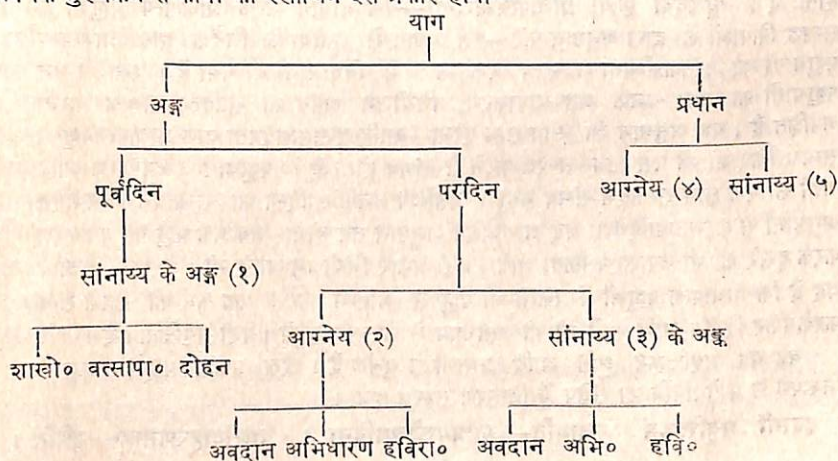 याग
अङ्ग प्रधान
पूर्वदिन परदिन आग्नेय (४) सांनाय्य (५)
सांनाय्य के अङ्ग (१)
आग्नेय (२) सांनाय्य (३) के अङ्ग
शाखो० वत्सापा० दोहन
अवदान अभिधारण हविरा० अवदान अभि० हवि०